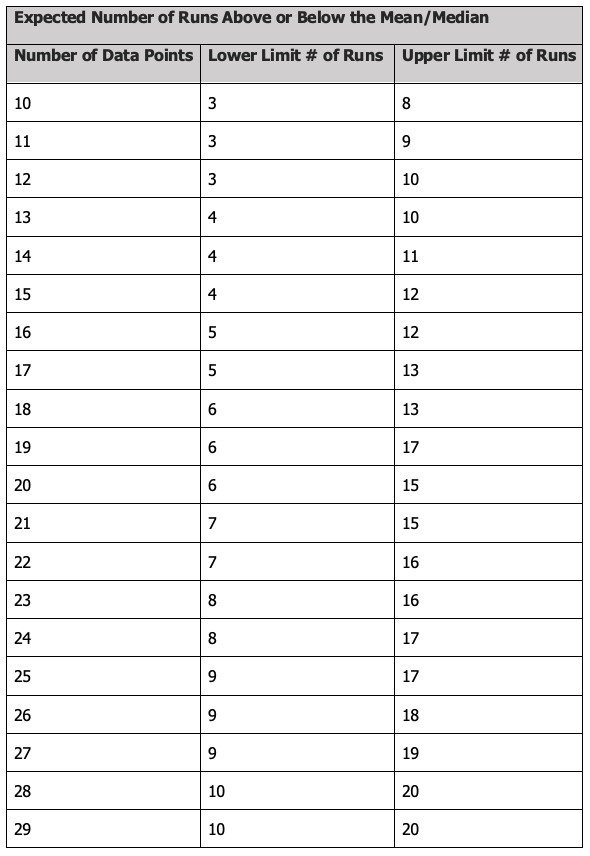 Expected Number of Runs Above or Below the Mean/Median
Number of Data Points Lower Limit # of Runs Upper Limit # of Runs
10 3 8
11 3 9
12 3 10
13 4 10
14 4 11
15 4 12
16 5 12
17 5 13
18 6 13
19 6 17
20 6 15
21 7 15
22 7 16
23 8 16
24 8 17
25 9 17
26 9 18
27 9 19
28 10 20
29 10 20